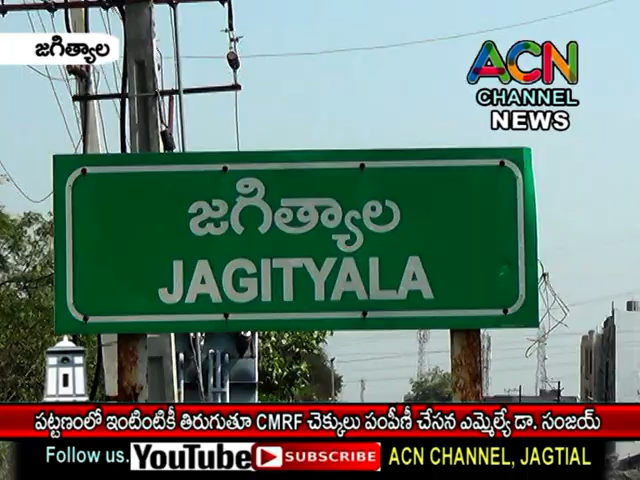 జగిత్యాల
ACN
CHANNEL
NEWS
జగిత్యాల
JAGITYALA
పట్టణంలో ఇంటింటికీ తిరుగుతూ CMRF చెక్కులు పంపిణీ చేసిన ఎమ్మెల్యే డా. సంజయ్
Follow us. YouTube SUBSCRIBE ACN CHANNEL, JAGTIAL